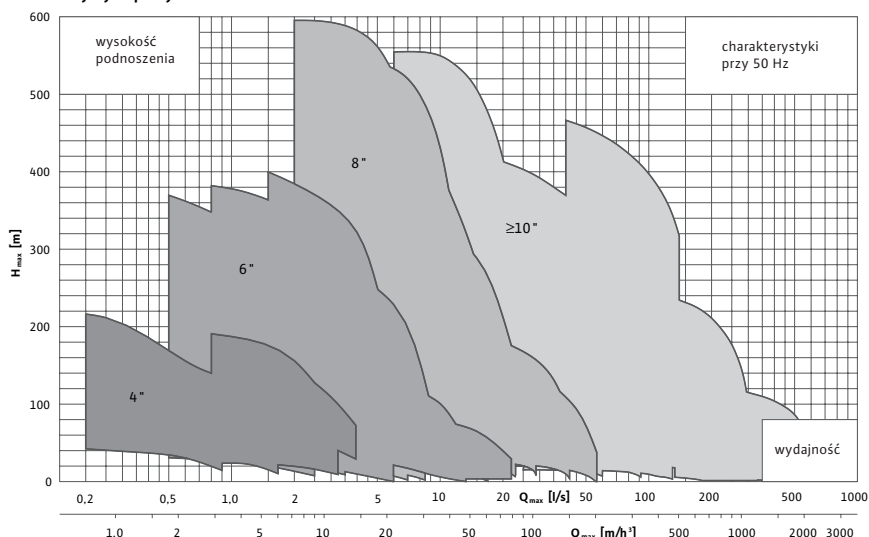 600
wysokość
podnoszenia
charakterystyki
przy 50 Hz
500
8"
400
≥10"
300
6"
H max [m]
200
4"
100
wydajność
0
0,2 0,5 1,0 2 5 10 20 Qmax [l/s] 50 100 200 500 1000
1.0 2 5 10 20 50 100 Qmax [m/h³] 500 1000 2000 3000